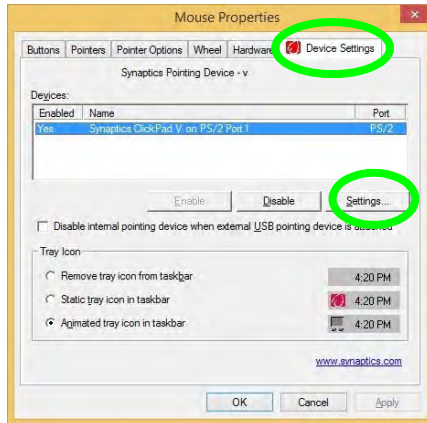 Mouse Properties
Buttons Pointers Pointer Options Wheel Hardware Device Settings
Synaptics Pointing Device - v
Devices:
Enabled Name Port
Yes Synaptics ClickPad V on PS/2 Port 1 PS/2
Enable Disable Settings...
Disable internal pointing device when external USB pointing device is attached
Tray Icon
Remove tray icon from taskbar 4:20 PM
Static tray icon in taskbar 4:20 PM
Animated tray icon in taskbar 4:20 PM
www.synaptics.com
OK Cancel Apply